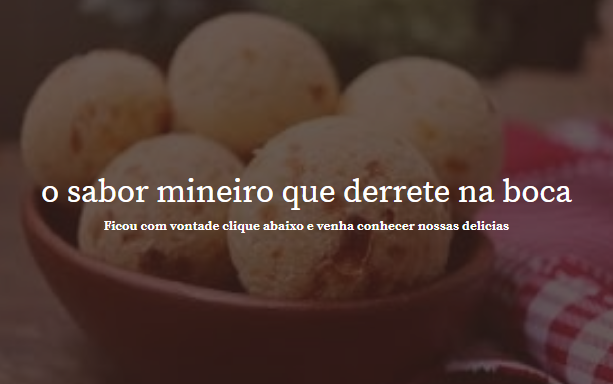 o sabor mineiro que derrete na boca
Ficou com vontade clique abaixo e venha conhecer nossas delicias